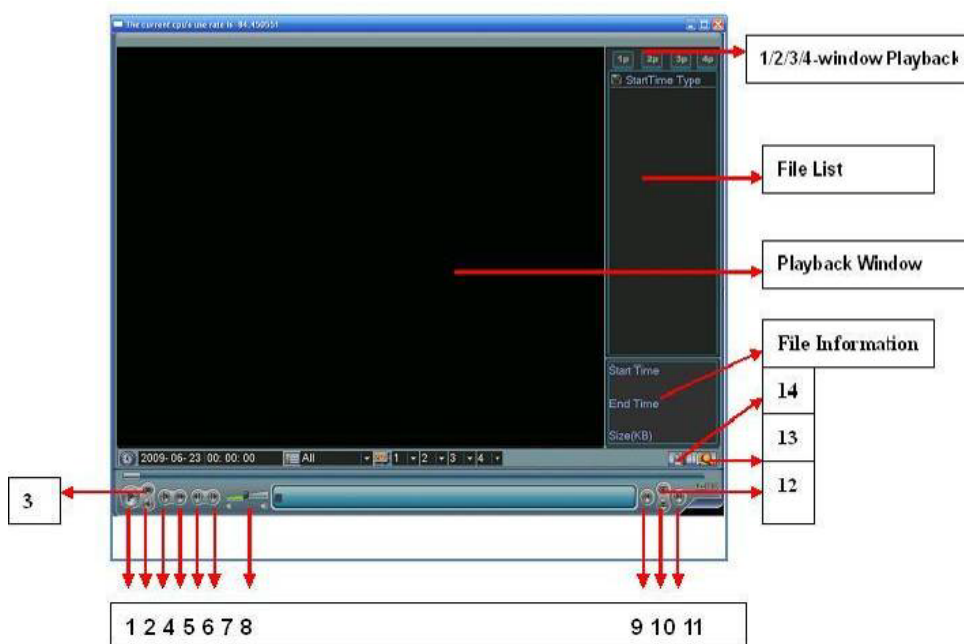 The current cpu's use rate is: 94.450551
1/2/3/4-window Playback
1p 2p 3p 4p
StartTime Type
File List
Playback Window
File Information
Start Time
End Time
Size(KB)
14
13
12
2009-06-23 00:00:00 All 1 2 3 4
3
1 2 4 5 6 7 8 9 10 11